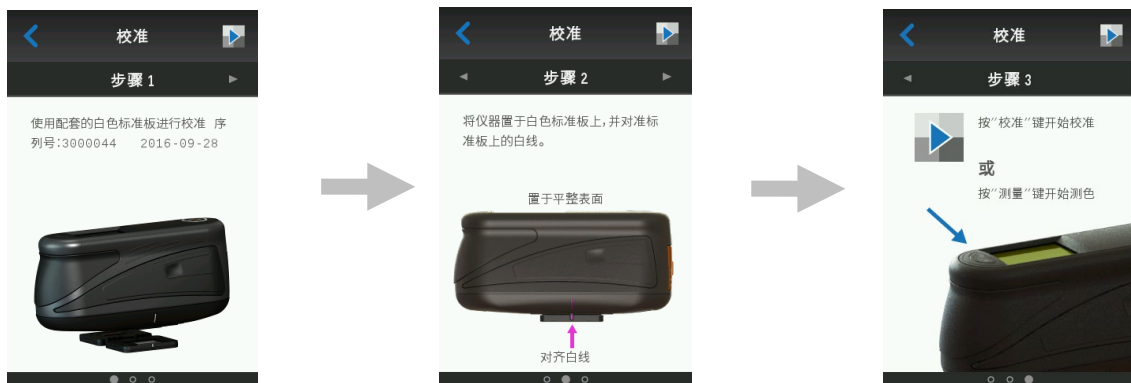 校准
步骤 1
使用配套的白色标准板进行校准 序
列号:3000044 2016-09-28
校准
步骤 2
将仪器置于白色标准板上,并对准标
准板上的白线。
置于平整表面
对齐白线
校准
步骤 3
按“校准”键开始校准
或
按“测量”键开始测色